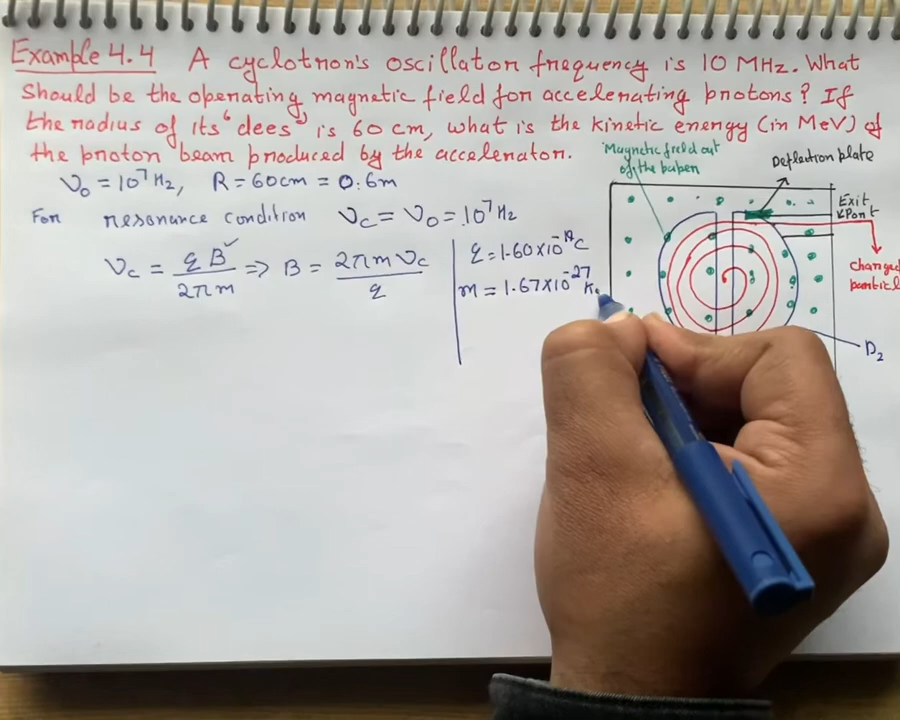 Example 4.4 A cyclotron's oscillator frequency is 10 MHz. What
should be the operating magnetic field for accelerating protons? If
the radius of its "dees" is 60 cm, what is the kinetic energy (in MeV) of
the proton beam produced by the accelerator.
ν₀ = 10⁷ Hz, R = 60cm = 0.6m
For resonance condition ν_c = ν₀ = 10⁷ Hz
ν_c = qB/2πm ⇒ B = 2πmν_c/q
q = 1.60×10⁻¹⁹C
m = 1.67×10⁻²⁷ K
Magnetic field out
of the paper
Deflection plate
Exit
Port
Charged
particle
D₂